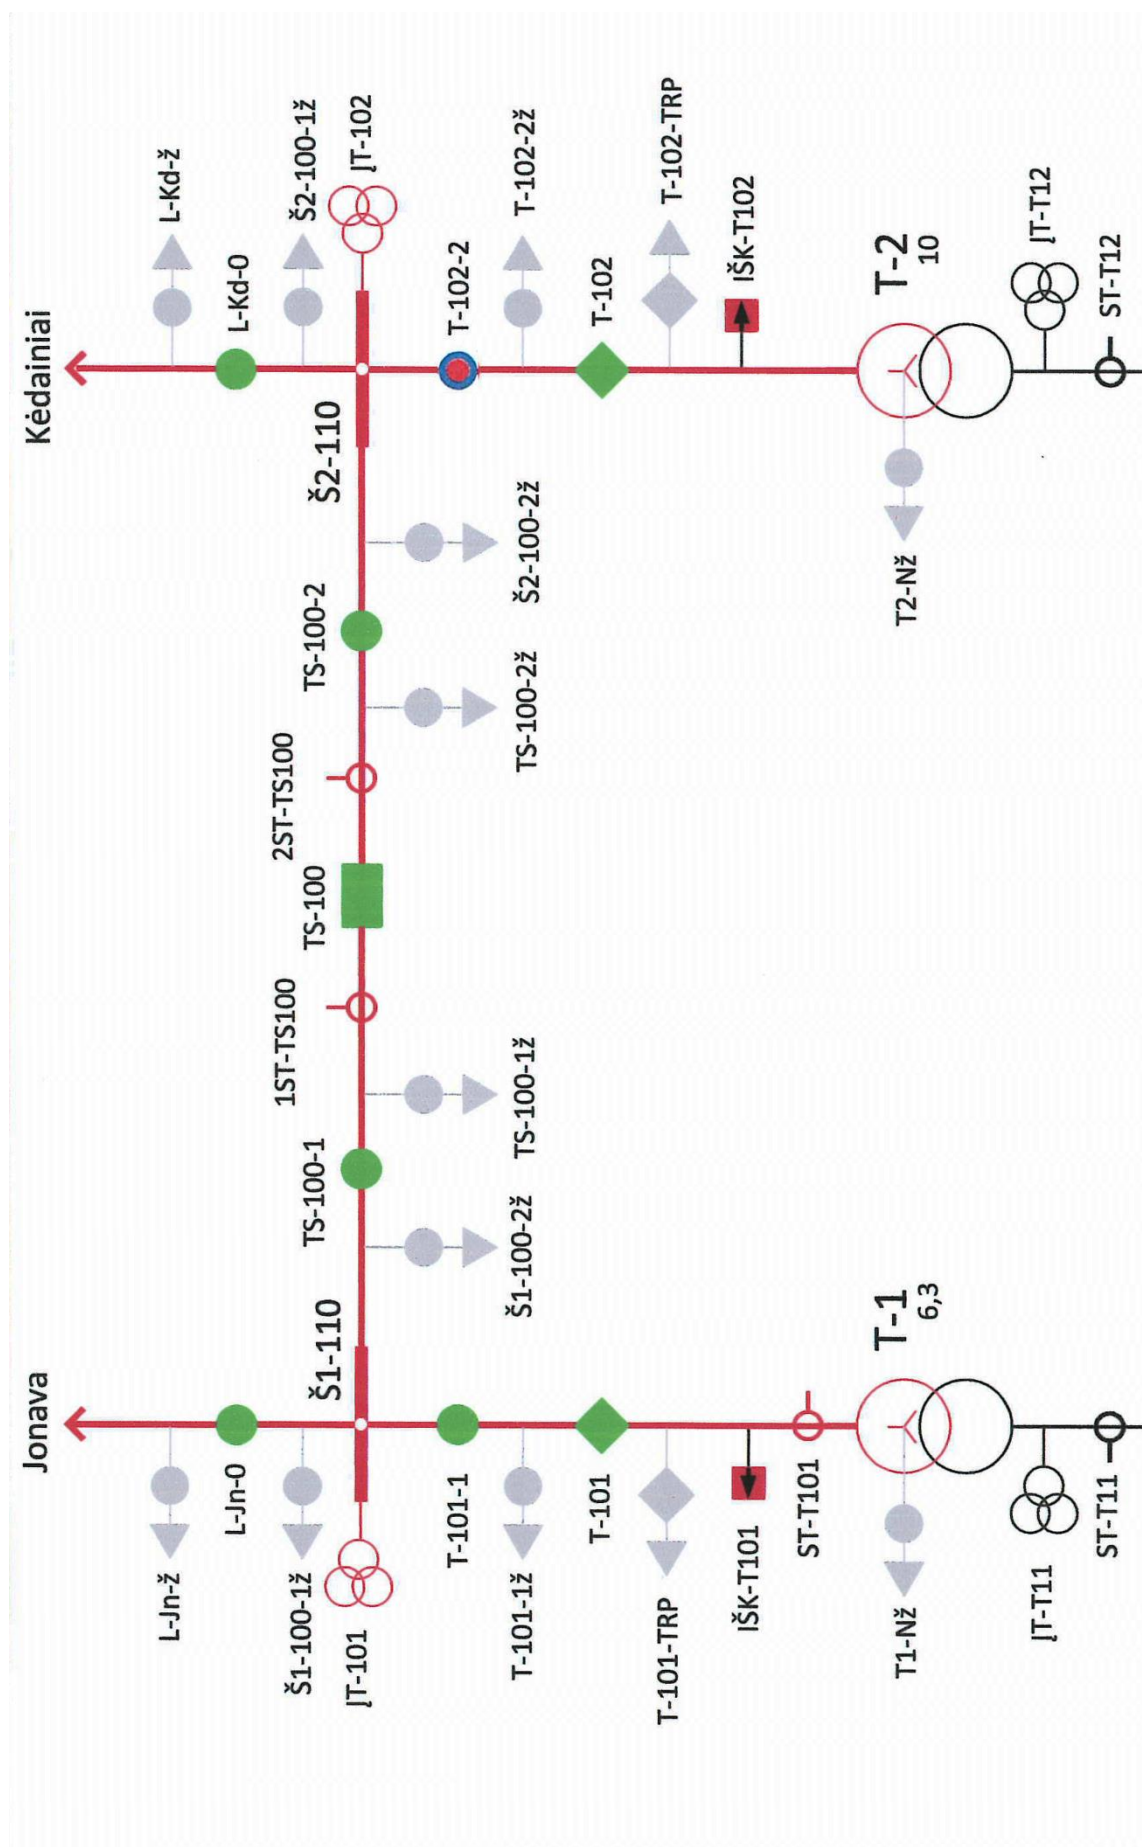 Jonava
Kėdainiai
L-Jn-ž
L-Kd-ž
L-Jn-0
L-Kd-0
Š1-100-1ž
Š2-100-1ž
Š1-110
TS-100-1
1ST-TS100
TS-100
2ST-TS100
TS-100-2
Š2-110
ĮT-101
ĮT-102
T-101-1
T-102-2
Š1-100-2ž
TS-100-1ž
TS-100-2ž
Š2-100-2ž
T-101-1ž
T-102-2ž
T-101
T-102
T-101-TRP
T-102-TRP
IŠK-T101
IŠK-T102
ST-T101
T-1
6,3
T-2
10
T1-Nž
T2-Nž
ĮT-T11
ĮT-T12
ST-T11
ST-T12